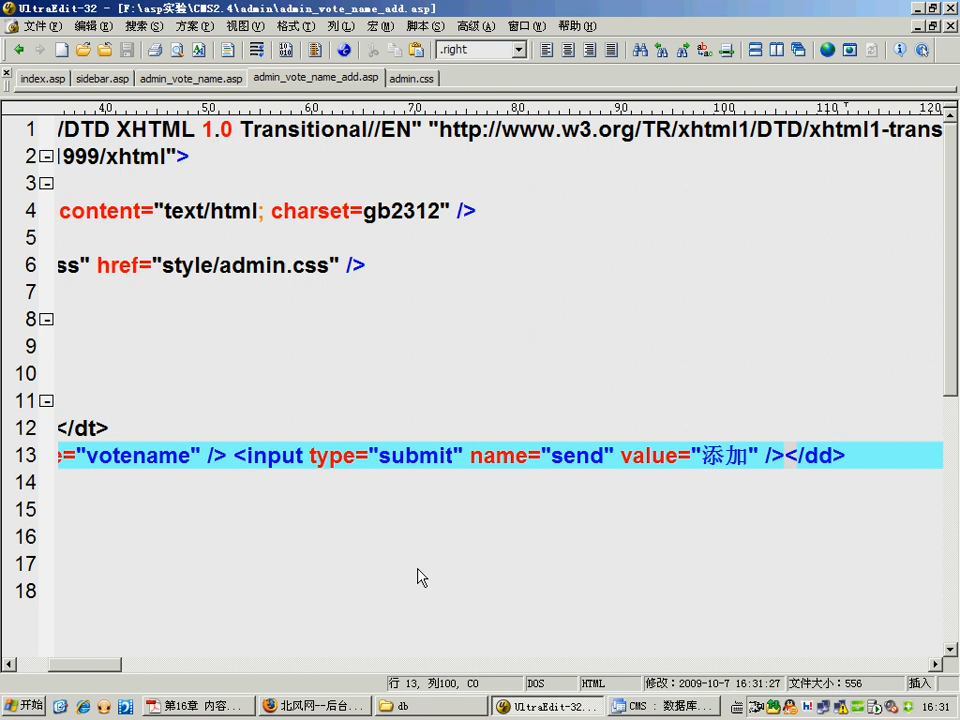 UltraEdit-32 - [F:\asp实验\CMS2.4\admin\admin_vote_name_add.asp]
文件(F) 编辑(E) 搜索(S) 方案(P) 视图(V) 格式(T) 列(L) 宏(M) 脚本(S) 高级(A) 窗口(W) 帮助(H)
.right
index.asp sidebar.asp admin_vote_name.asp admin_vote_name_add.asp admin.css
40 50 60 70 80 90 100 110 120
1 /DTD XHTML 1.0 Transitional//EN" "http://www.w3.org/TR/xhtml1/DTD/xhtml1-trans
2 999/xhtml">
3
4 content="text/html; charset=gb2312" />
5
6 ss" href="style/admin.css" />
7
8
9
10
11
12 </dt>
13 e="votename" /> <input type="submit" name="send" value="添加" /></dd>
14
15
16
17
18
行 13, 列100, C0 DOS HTML 修改: 2009-10-7 16:31:27 文件大小: 556 插入
开始 第16章 内容... 北风网--后台... db UltraEdit-32... CMS : 数据库... 16:31